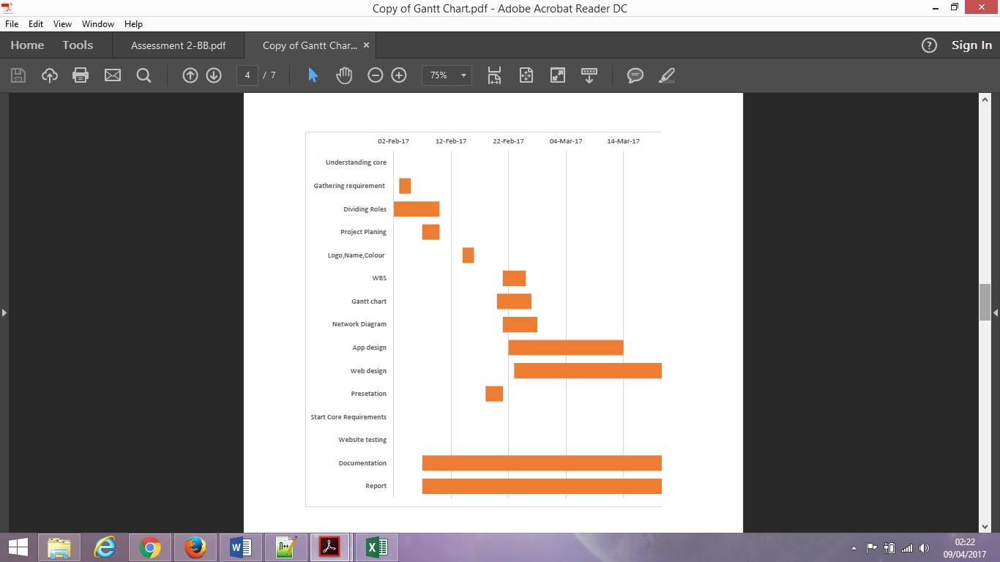 Copy of Gantt Chart.pdf - Adobe Acrobat Reader DC
File Edit View Window Help
Home Tools Assessment 2-BB.pdf Copy of Gantt Char... × ? Sign In
4 / 7 75%
02-Feb-17 12-Feb-17 22-Feb-17 04-Mar-17 14-Mar-17
Understanding core
Gathering requirement
Dividing Roles
Project Planing
Logo,Name,Colour
WBS
Gantt chart
Network Diagram
App design
Web design
Presetation
Start Core Requirements
Website testing
Documentation
Report
02:22
09/04/2017